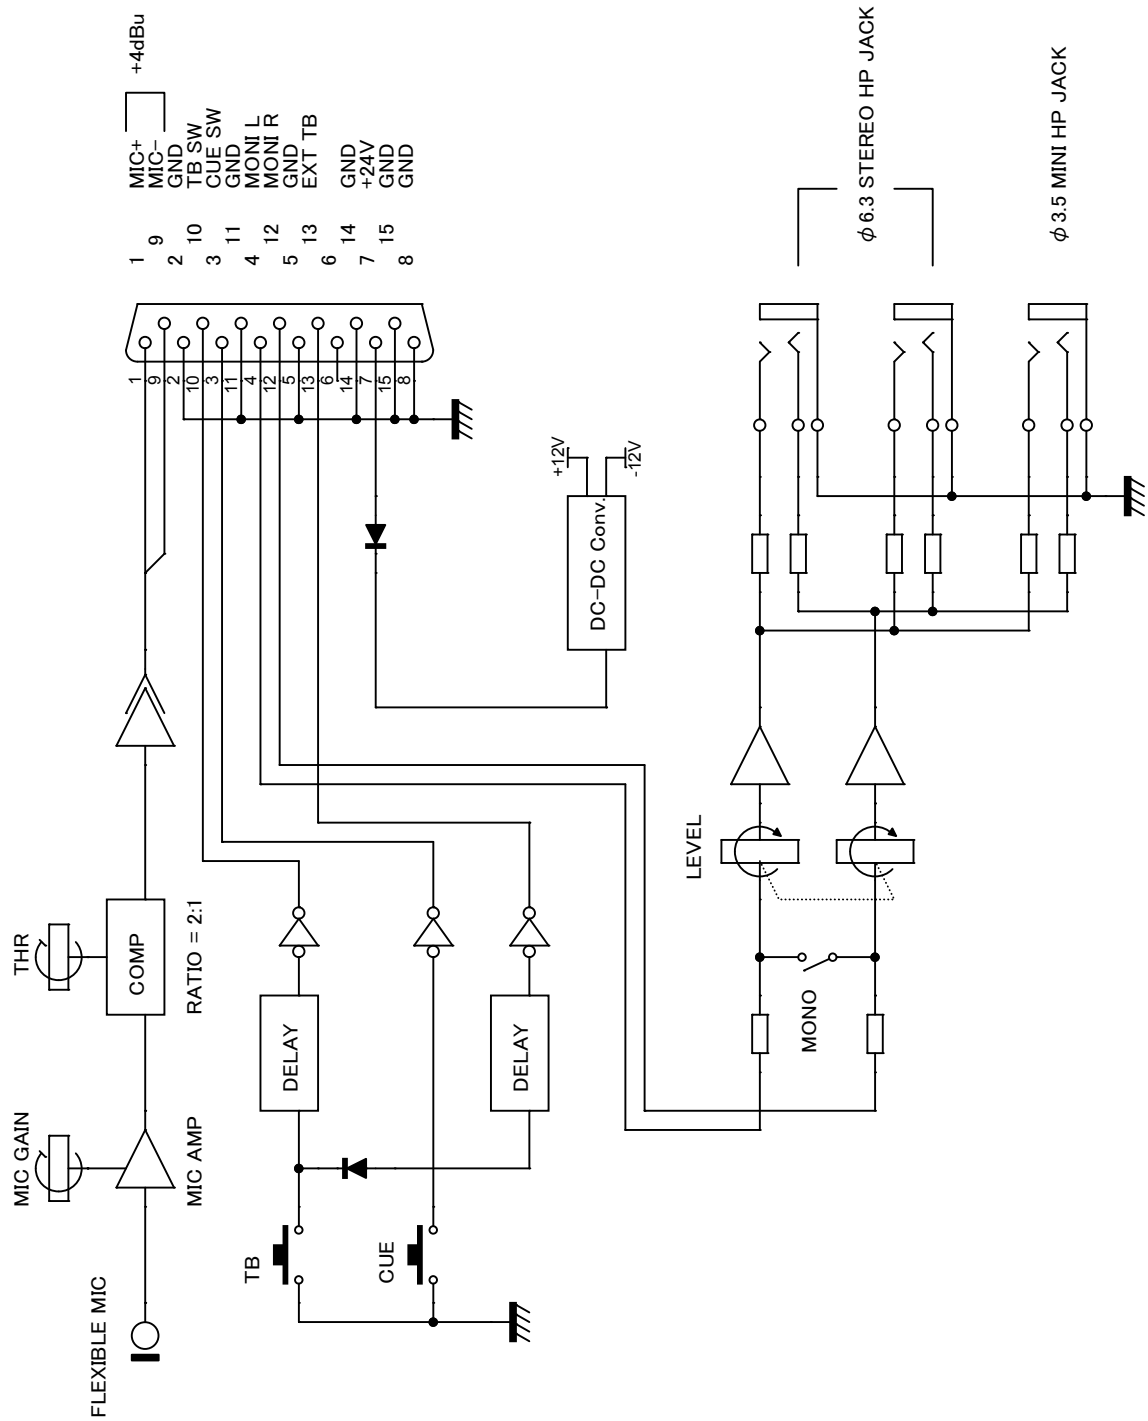 FLEXIBLE MIC
MIC GAIN
MIC AMP
THR
COMP
RATIO = 2:1
1 MIC+
9 MIC-
+4dBu
2 GND
10 TB SW
3 CUE SW
11 GND
4 MONI L
12 MONI R
5 GND
13 EXT TB
6
14 GND
7 +24V
15 GND
8 GND
1
9
2
10
3
11
4
12
5
13
6
14
7
15
8
TB
CUE
DELAY
DELAY
DC-DC Conv.
+12V
-12V
MONO
LEVEL
φ6.3 STEREO HP JACK
φ3.5 MINI HP JACK